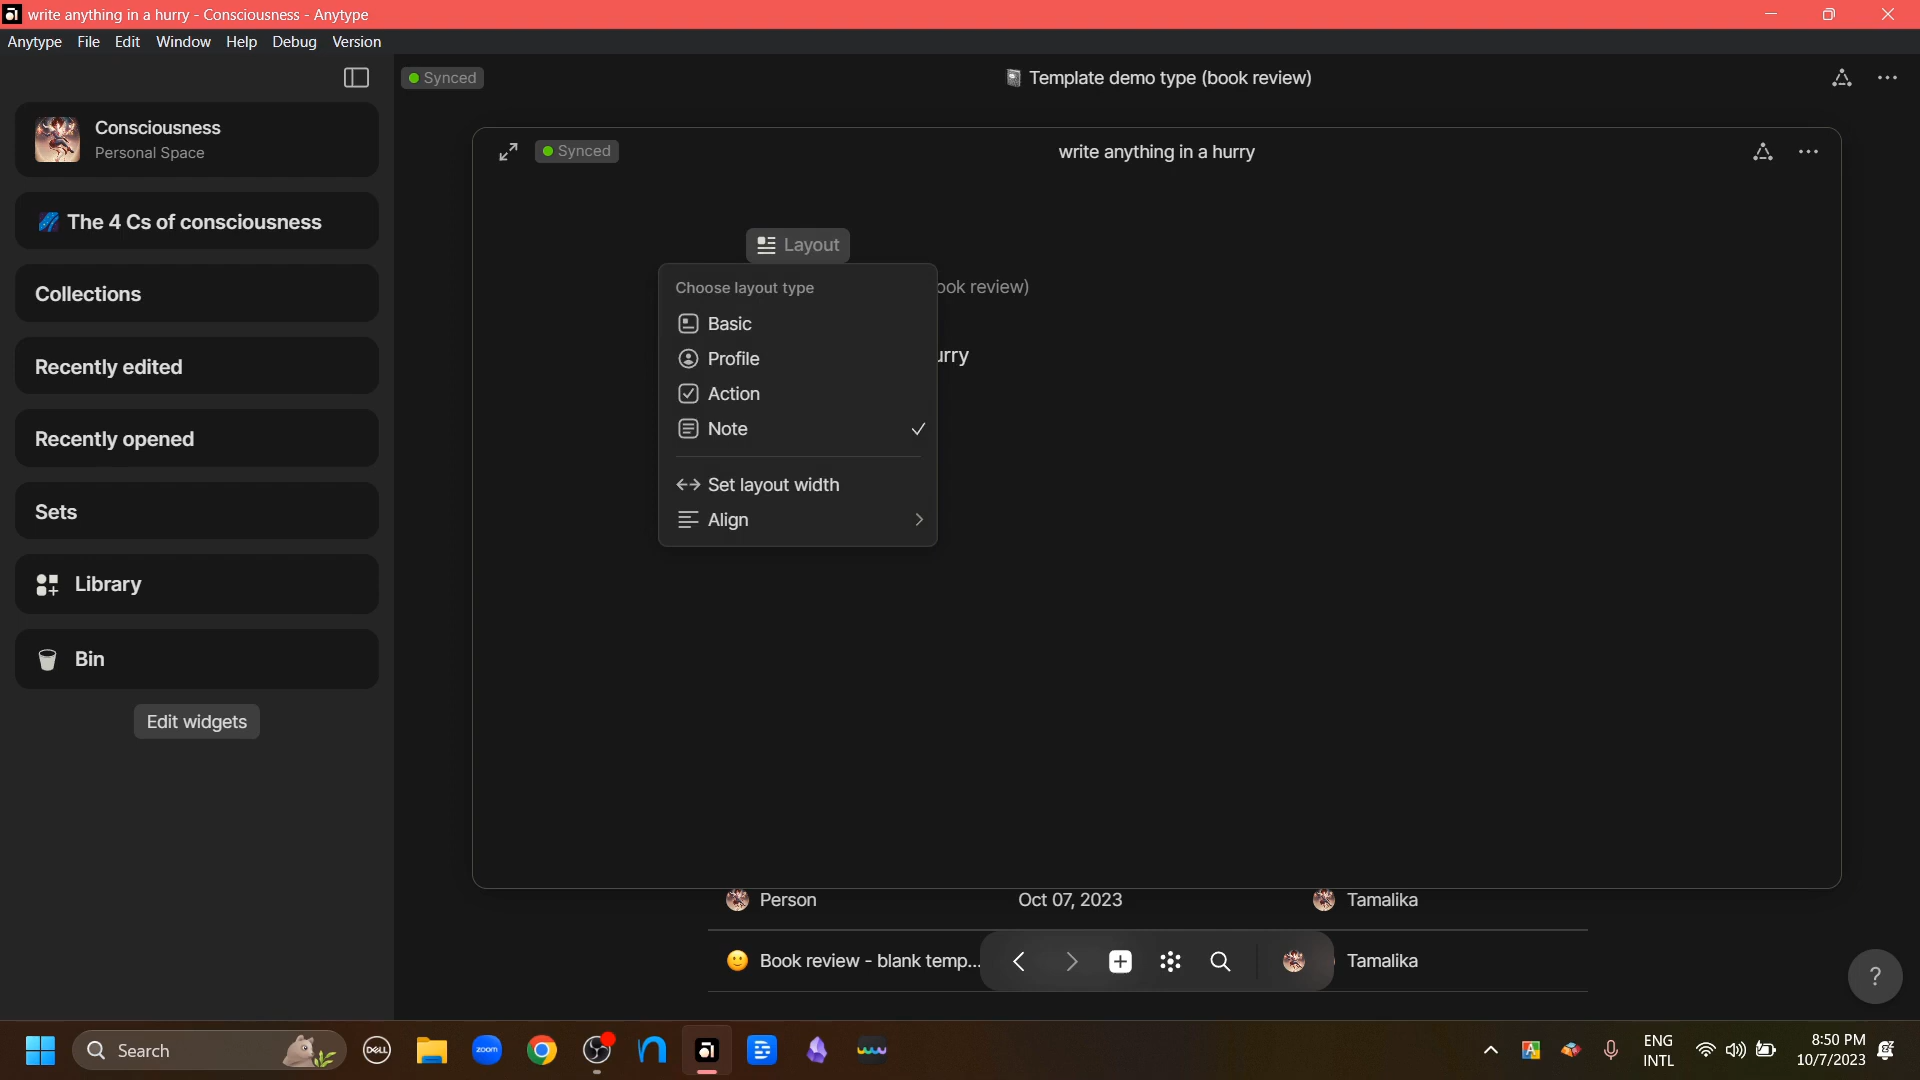 write anything in a hurry - Consciousness - Anytype
Anytype File Edit Window Help Debug Version
Synced
Template demo type (book review)
Consciousness
Personal Space
The 4 Cs of consciousness
Collections
Recently edited
Recently opened
Sets
Library
Bin
Edit widgets
Synced
write anything in a hurry
Layout
ook review)
urry
Choose layout type
Basic
Profile
Action
Note
Set layout width
Align
Person Oct 07, 2023 Tamalika
Book review - blank temp... Tamalika
?
Search
DELL
zoom
ENG
INTL
8:50 PM
10/7/2023